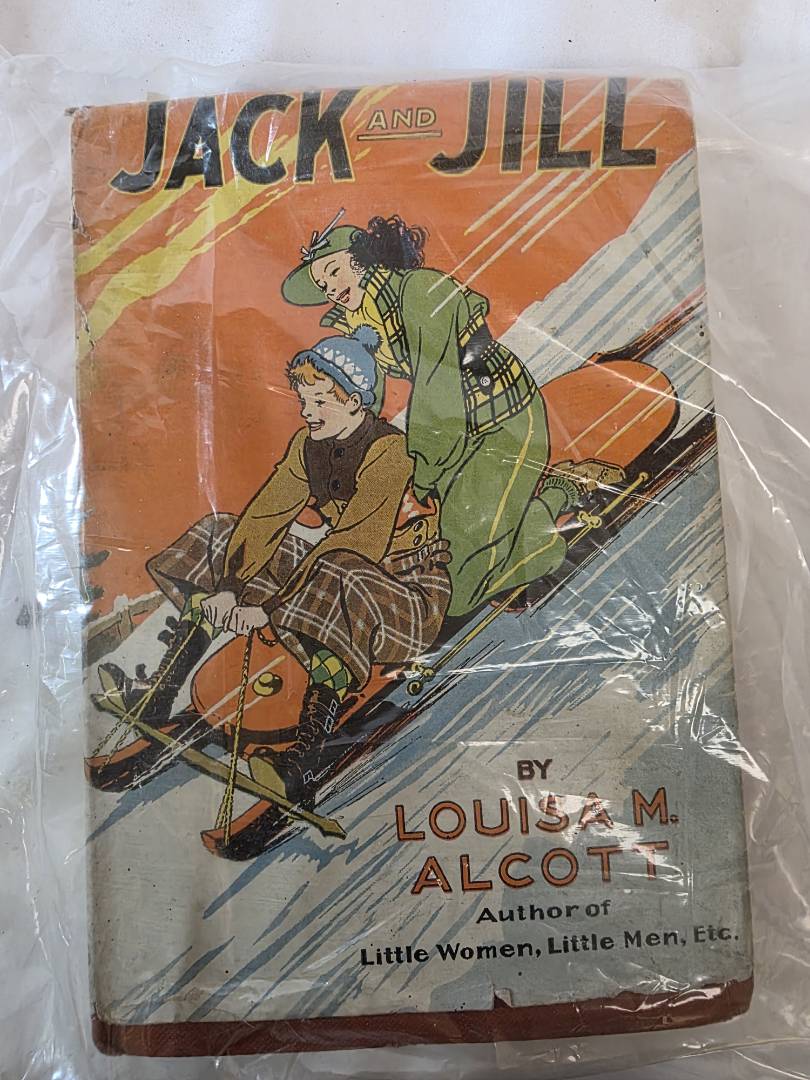 JACK AND JILL
BY
LOUISA M.
ALCOTT
Author of
Little Women, Little Men, Etc.